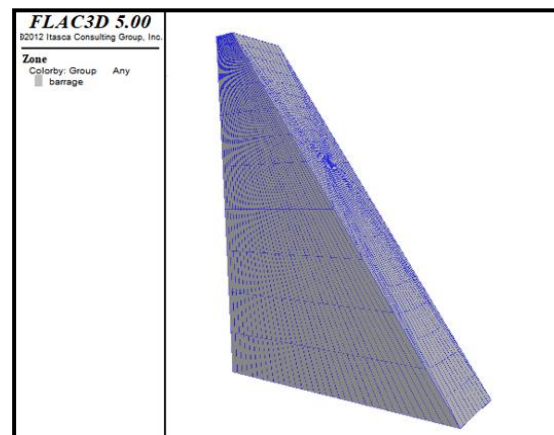 FLAC3D 5.00
©2012 Itasca Consulting Group, Inc.
Zone
Colorby: Group Any
barrage